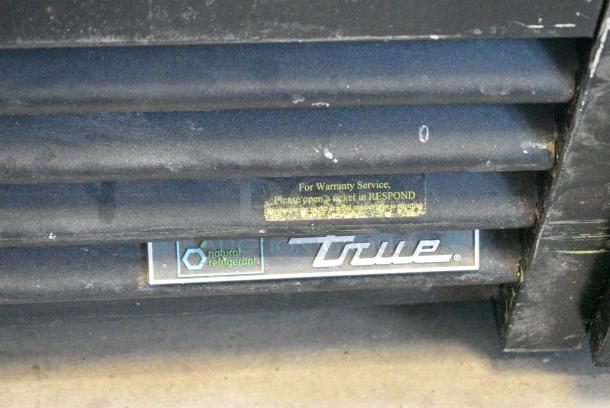 For Warranty Service,
Please open a ticket in RESPOND
natural
refrigerant.
True®